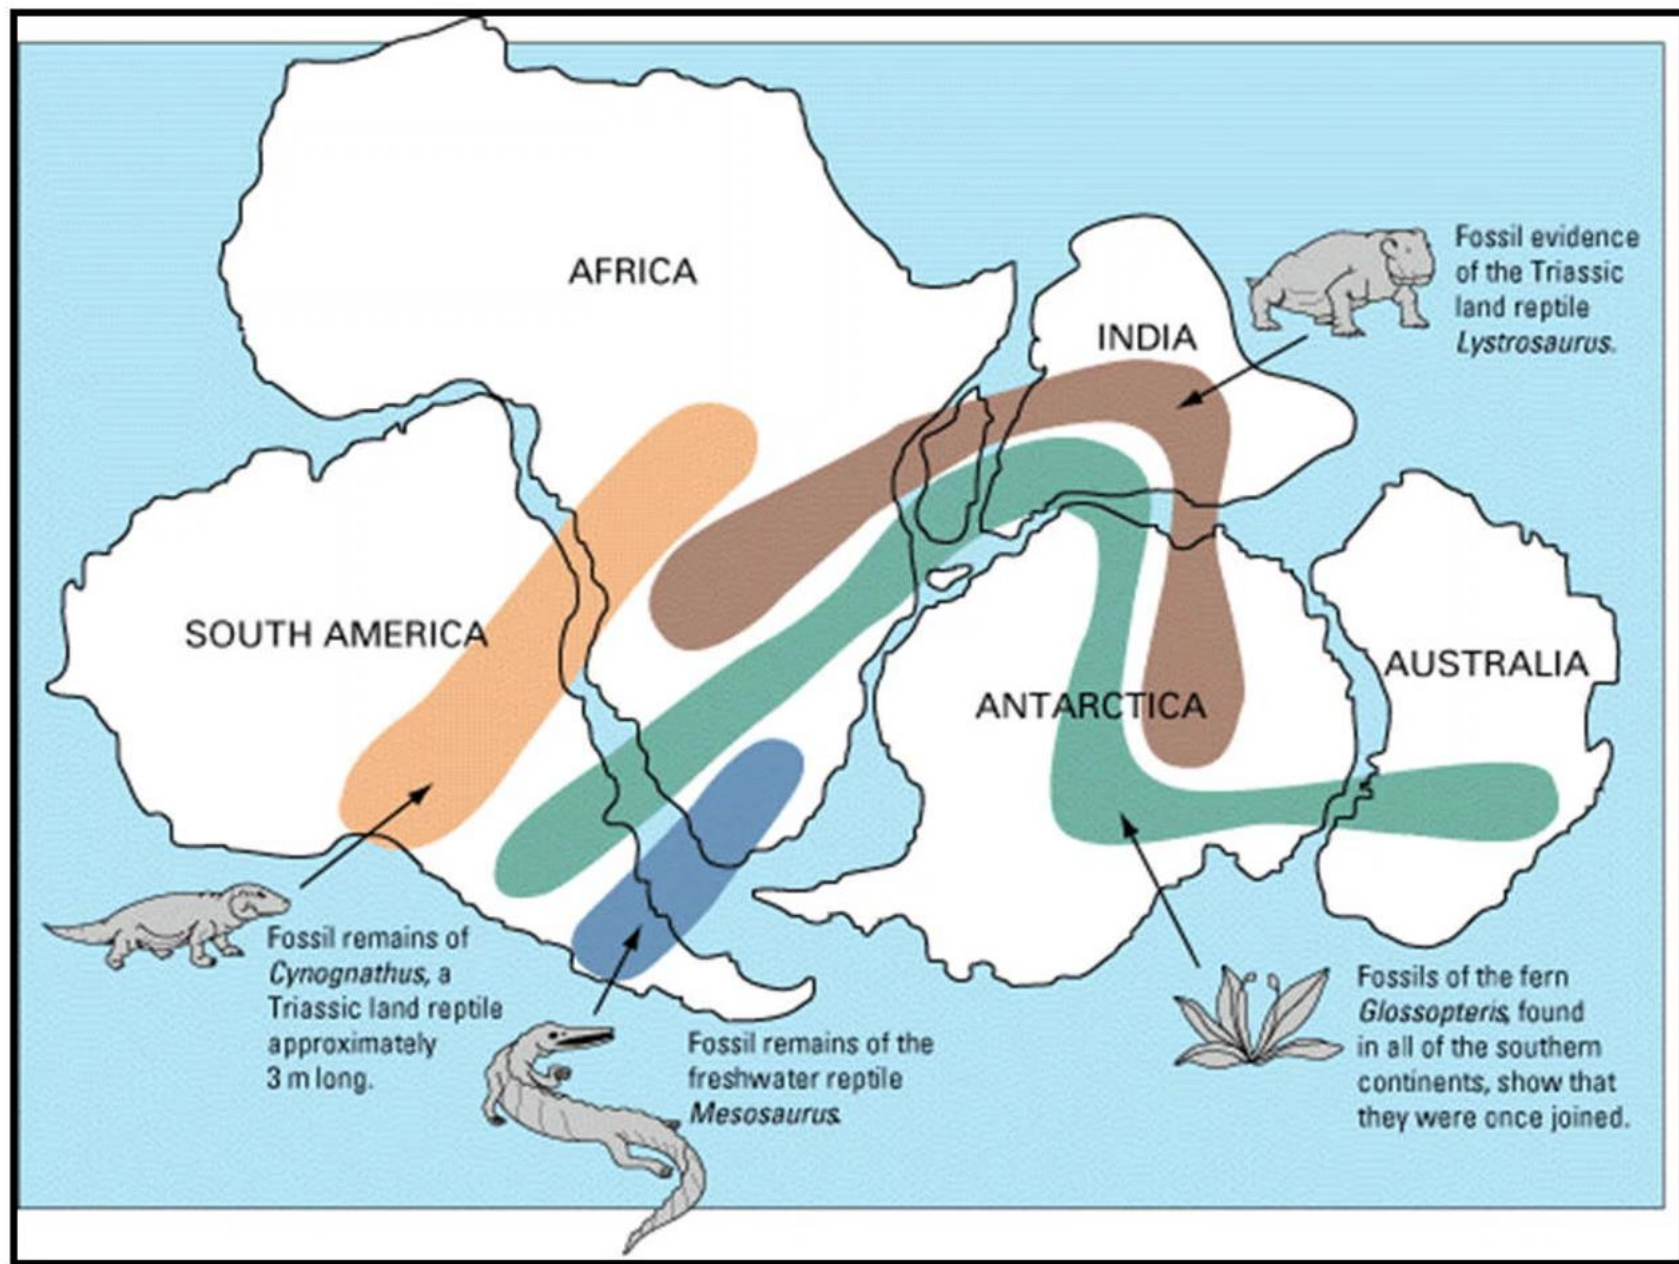 AFRICA
INDIA
Fossil evidence
of the Triassic
land reptile
Lystrosaurus.
SOUTH AMERICA
ANTARCTICA
AUSTRALIA
Fossil remains of
Cynognathus, a
Triassic land reptile
approximately
3 m long.
Fossil remains of the
freshwater reptile
Mesosaurus.
Fossils of the fern
Glossopteris, found
in all of the southern
continents, show that
they were once joined.